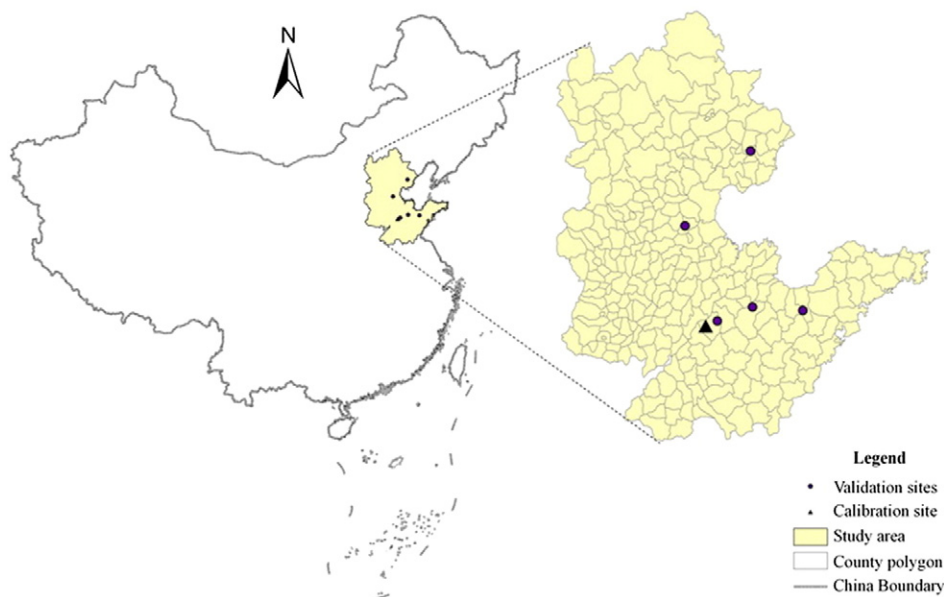 N
Legend
Validation sites
Calibration site
Study area
County polygon
China Boundary